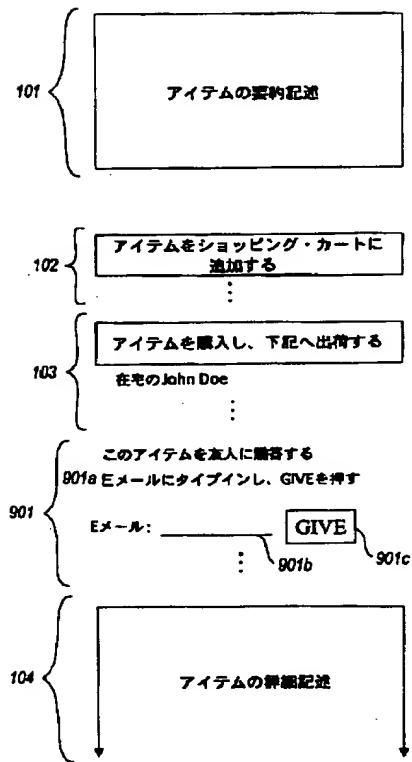 101
アイテムの要約記述
102
アイテムをショッピング・カートに
追加する
103
アイテムを購入し、下記へ出荷する
在宅のJohn Doe
このアイテムを友人に贈答する
901
901a Eメールにタイプインし、GIVEを押す
Eメール:
GIVE
901b
901c
104
アイテムの詳細記述